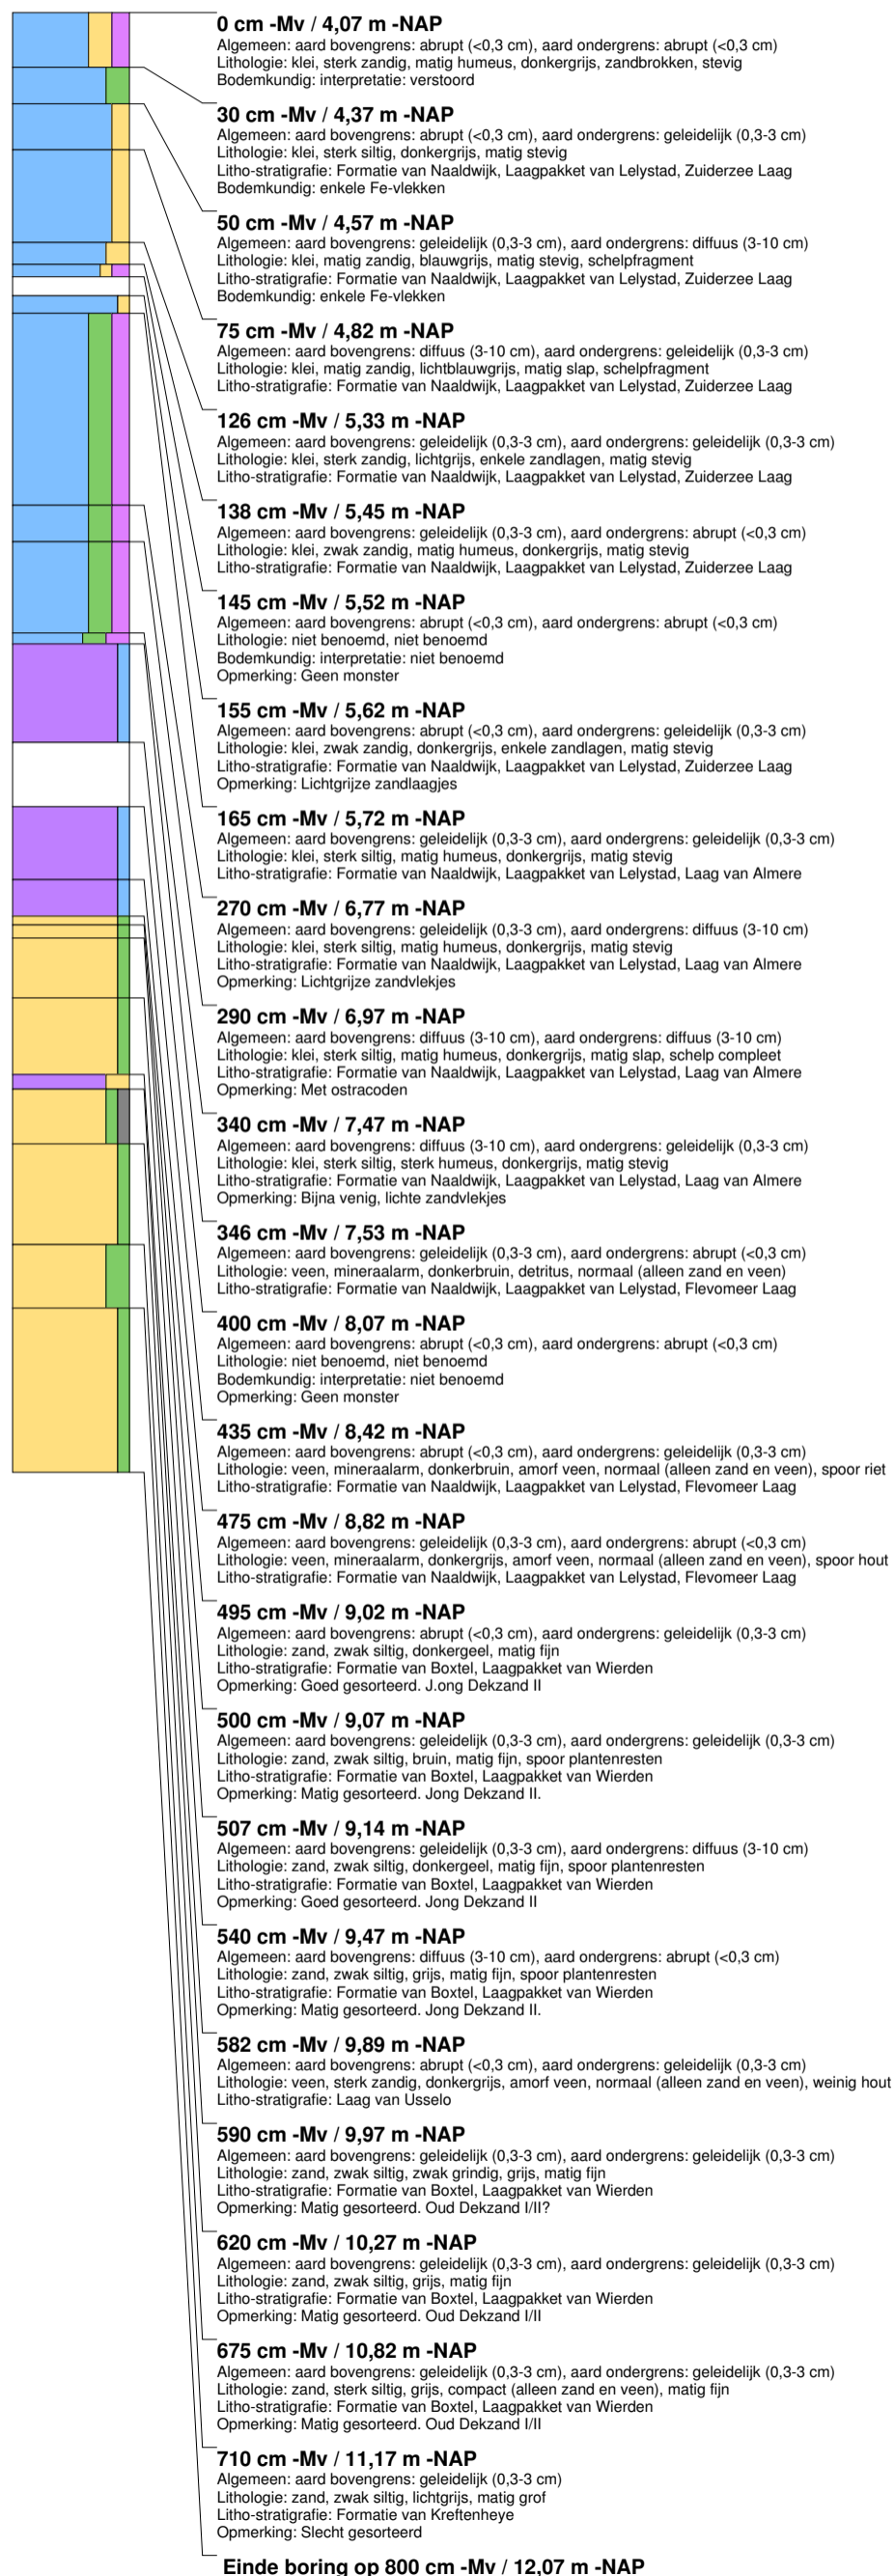 0 cm -Mv / 4,07 m -NAP
Algemeen: aard bovengrens: abrupt (<0,3 cm), aard ondergrens: abrupt (<0,3 cm)
Lithologie: klei, sterk zandig, matig humeus, donkergrijs, zandbrokken, stevig
Bodemkundig: interpretatie: verstoord
30 cm -Mv / 4,37 m -NAP
Algemeen: aard bovengrens: abrupt (<0,3 cm), aard ondergrens: geleidelijk (0,3-3 cm)
Lithologie: klei, sterk siltig, donkergrijs, matig stevig
Litho-stratigrafie: Formatie van Naaldwijk, Laagpakket van Lelystad, Zuiderzee Laag
Bodemkundig: enkele Fe-vlekken
50 cm -Mv / 4,57 m -NAP
Algemeen: aard bovengrens: geleidelijk (0,3-3 cm), aard ondergrens: diffuus (3-10 cm)
Lithologie: klei, matig zandig, blauwgrijs, matig stevig, schelpfragment
Litho-stratigrafie: Formatie van Naaldwijk, Laagpakket van Lelystad, Zuiderzee Laag
Bodemkundig: enkele Fe-vlekken
75 cm -Mv / 4,82 m -NAP
Algemeen: aard bovengrens: diffuus (3-10 cm), aard ondergrens: geleidelijk (0,3-3 cm)
Lithologie: klei, matig zandig, lichtblauwgrijs, matig slap, schelpfragment
Litho-stratigrafie: Formatie van Naaldwijk, Laagpakket van Lelystad, Zuiderzee Laag
126 cm -Mv / 5,33 m -NAP
Algemeen: aard bovengrens: geleidelijk (0,3-3 cm), aard ondergrens: geleidelijk (0,3-3 cm)
Lithologie: klei, sterk zandig, lichtgrijs, enkele zandlagen, matig stevig
Litho-stratigrafie: Formatie van Naaldwijk, Laagpakket van Lelystad, Zuiderzee Laag
138 cm -Mv / 5,45 m -NAP
Algemeen: aard bovengrens: geleidelijk (0,3-3 cm), aard ondergrens: abrupt (<0,3 cm)
Lithologie: klei, zwak zandig, matig humeus, donkergrijs, matig stevig
Litho-stratigrafie: Formatie van Naaldwijk, Laagpakket van Lelystad, Zuiderzee Laag
145 cm -Mv / 5,52 m -NAP
Algemeen: aard bovengrens: abrupt (<0,3 cm), aard ondergrens: abrupt (<0,3 cm)
Lithologie: niet benoemd, niet benoemd
Bodemkundig: interpretatie: niet benoemd
Opmerking: Geen monster
155 cm -Mv / 5,62 m -NAP
Algemeen: aard bovengrens: abrupt (<0,3 cm), aard ondergrens: geleidelijk (0,3-3 cm)
Lithologie: klei, zwak zandig, donkergrijs, enkele zandlagen, matig stevig
Litho-stratigrafie: Formatie van Naaldwijk, Laagpakket van Lelystad, Zuiderzee Laag
Opmerking: Lichtgrijze zandlaagjes
165 cm -Mv / 5,72 m -NAP
Algemeen: aard bovengrens: geleidelijk (0,3-3 cm), aard ondergrens: geleidelijk (0,3-3 cm)
Lithologie: klei, sterk siltig, matig humeus, donkergrijs, matig stevig
Litho-stratigrafie: Formatie van Naaldwijk, Laagpakket van Lelystad, Laag van Almere
270 cm -Mv / 6,77 m -NAP
Algemeen: aard bovengrens: geleidelijk (0,3-3 cm), aard ondergrens: diffuus (3-10 cm)
Lithologie: klei, sterk siltig, matig humeus, donkergrijs, matig stevig
Litho-stratigrafie: Formatie van Naaldwijk, Laagpakket van Lelystad, Laag van Almere
Opmerking: Lichtgrijze zandvlekjes
290 cm -Mv / 6,97 m -NAP
Algemeen: aard bovengrens: diffuus (3-10 cm), aard ondergrens: diffuus (3-10 cm)
Lithologie: klei, sterk siltig, matig humeus, donkergrijs, matig slap, schelp compleet
Litho-stratigrafie: Formatie van Naaldwijk, Laagpakket van Lelystad, Laag van Almere
Opmerking: Met ostracoden
340 cm -Mv / 7,47 m -NAP
Algemeen: aard bovengrens: diffuus (3-10 cm), aard ondergrens: geleidelijk (0,3-3 cm)
Lithologie: klei, sterk siltig, sterk humeus, donkergrijs, matig stevig
Litho-stratigrafie: Formatie van Naaldwijk, Laagpakket van Lelystad, Laag van Almere
Opmerking: Bijna venig, lichte zandvlekjes
346 cm -Mv / 7,53 m -NAP
Algemeen: aard bovengrens: geleidelijk (0,3-3 cm), aard ondergrens: abrupt (<0,3 cm)
Lithologie: veen, mineraalarm, donkerbruin, detritus, normaal (alleen zand en veen)
Litho-stratigrafie: Formatie van Naaldwijk, Laagpakket van Lelystad, Flevomeer Laag
400 cm -Mv / 8,07 m -NAP
Algemeen: aard bovengrens: abrupt (<0,3 cm), aard ondergrens: abrupt (<0,3 cm)
Lithologie: niet benoemd, niet benoemd
Bodemkundig: interpretatie: niet benoemd
Opmerking: Geen monster
435 cm -Mv / 8,42 m -NAP
Algemeen: aard bovengrens: abrupt (<0,3 cm), aard ondergrens: geleidelijk (0,3-3 cm)
Lithologie: veen, mineraalarm, donkerbruin, amorf veen, normaal (alleen zand en veen), spoor riet
Litho-stratigrafie: Formatie van Naaldwijk, Laagpakket van Lelystad, Flevomeer Laag
475 cm -Mv / 8,82 m -NAP
Algemeen: aard bovengrens: geleidelijk (0,3-3 cm), aard ondergrens: abrupt (<0,3 cm)
Lithologie: veen, mineraalarm, donkergrijs, amorf veen, normaal (alleen zand en veen), spoor hout
Litho-stratigrafie: Formatie van Naaldwijk, Laagpakket van Lelystad, Flevomeer Laag
495 cm -Mv / 9,02 m -NAP
Algemeen: aard bovengrens: abrupt (<0,3 cm), aard ondergrens: geleidelijk (0,3-3 cm)
Lithologie: zand, zwak siltig, donkergeel, matig fijn
Litho-stratigrafie: Formatie van Boxtel, Laagpakket van Wierden
Opmerking: Goed gesorteerd. J.ong Dekzand II
500 cm -Mv / 9,07 m -NAP
Algemeen: aard bovengrens: geleidelijk (0,3-3 cm), aard ondergrens: geleidelijk (0,3-3 cm)
Lithologie: zand, zwak siltig, bruin, matig fijn, spoor plantenresten
Litho-stratigrafie: Formatie van Boxtel, Laagpakket van Wierden
Opmerking: Matig gesorteerd. Jong Dekzand II.
507 cm -Mv / 9,14 m -NAP
Algemeen: aard bovengrens: geleidelijk (0,3-3 cm), aard ondergrens: diffuus (3-10 cm)
Lithologie: zand, zwak siltig, donkergeel, matig fijn, spoor plantenresten
Litho-stratigrafie: Formatie van Boxtel, Laagpakket van Wierden
Opmerking: Goed gesorteerd. Jong Dekzand II
540 cm -Mv / 9,47 m -NAP
Algemeen: aard bovengrens: diffuus (3-10 cm), aard ondergrens: abrupt (<0,3 cm)
Lithologie: zand, zwak siltig, grijs, matig fijn, spoor plantenresten
Litho-stratigrafie: Formatie van Boxtel, Laagpakket van Wierden
Opmerking: Matig gesorteerd. Jong Dekzand II.
582 cm -Mv / 9,89 m -NAP
Algemeen: aard bovengrens: abrupt (<0,3 cm), aard ondergrens: geleidelijk (0,3-3 cm)
Lithologie: veen, sterk zandig, donkergrijs, amorf veen, normaal (alleen zand en veen), weinig hout
Litho-stratigrafie: Laag van Usselo
590 cm -Mv / 9,97 m -NAP
Algemeen: aard bovengrens: geleidelijk (0,3-3 cm), aard ondergrens: geleidelijk (0,3-3 cm)
Lithologie: zand, zwak siltig, zwak grindig, grijs, matig fijn
Litho-stratigrafie: Formatie van Boxtel, Laagpakket van Wierden
Opmerking: Matig gesorteerd. Oud Dekzand I/II?
620 cm -Mv / 10,27 m -NAP
Algemeen: aard bovengrens: geleidelijk (0,3-3 cm), aard ondergrens: geleidelijk (0,3-3 cm)
Lithologie: zand, zwak siltig, grijs, matig fijn
Litho-stratigrafie: Formatie van Boxtel, Laagpakket van Wierden
Opmerking: Matig gesorteerd. Oud Dekzand I/II
675 cm -Mv / 10,82 m -NAP
Algemeen: aard bovengrens: geleidelijk (0,3-3 cm), aard ondergrens: geleidelijk (0,3-3 cm)
Lithologie: zand, sterk siltig, grijs, compact (alleen zand en veen), matig fijn
Litho-stratigrafie: Formatie van Boxtel, Laagpakket van Wierden
Opmerking: Matig gesorteerd. Oud Dekzand I/II
710 cm -Mv / 11,17 m -NAP
Algemeen: aard bovengrens: geleidelijk (0,3-3 cm)
Lithologie: zand, zwak siltig, lichtgrijs, matig grof
Litho-stratigrafie: Formatie van Kreftenheye
Opmerking: Slecht gesorteerd
Einde boring op 800 cm -Mv / 12,07 m -NAP